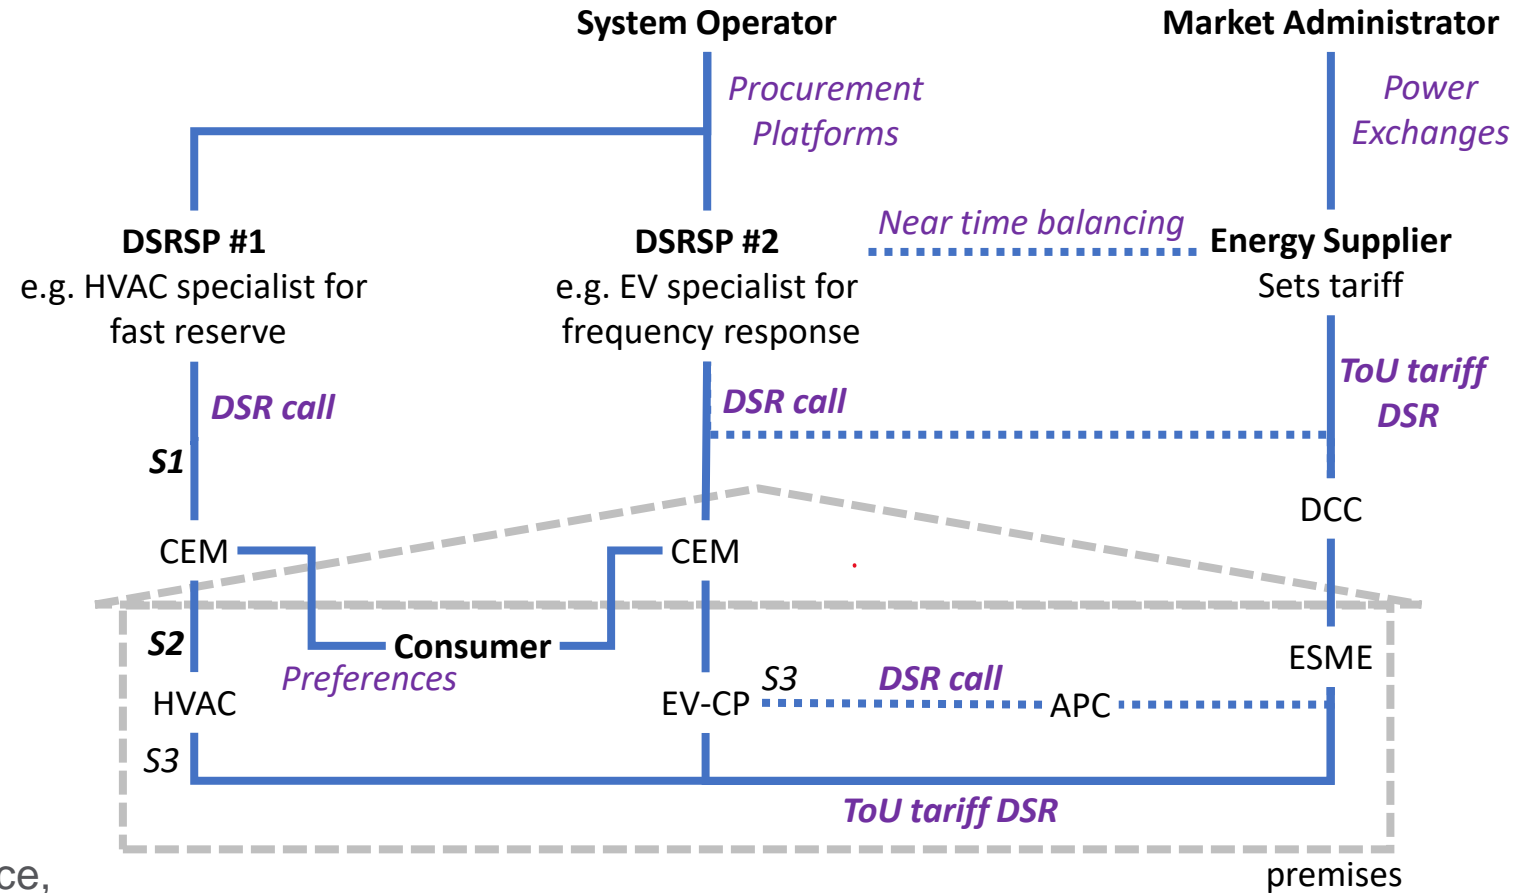 System Operator
Market Administrator
Procurement
Platforms
Power
Exchanges
DSRSP #1
e.g. HVAC specialist for
fast reserve
DSRSP #2
e.g. EV specialist for
frequency response
Near time balancing
Energy Supplier
Sets tariff
DSR call
DSR call
ToU tariff
DSR
S1
DCC
CEM
CEM
S2
Consumer
Preferences
ESME
HVAC
EV-CP
S3
DSR call
APC
S3
ToU tariff DSR
premises
ce,